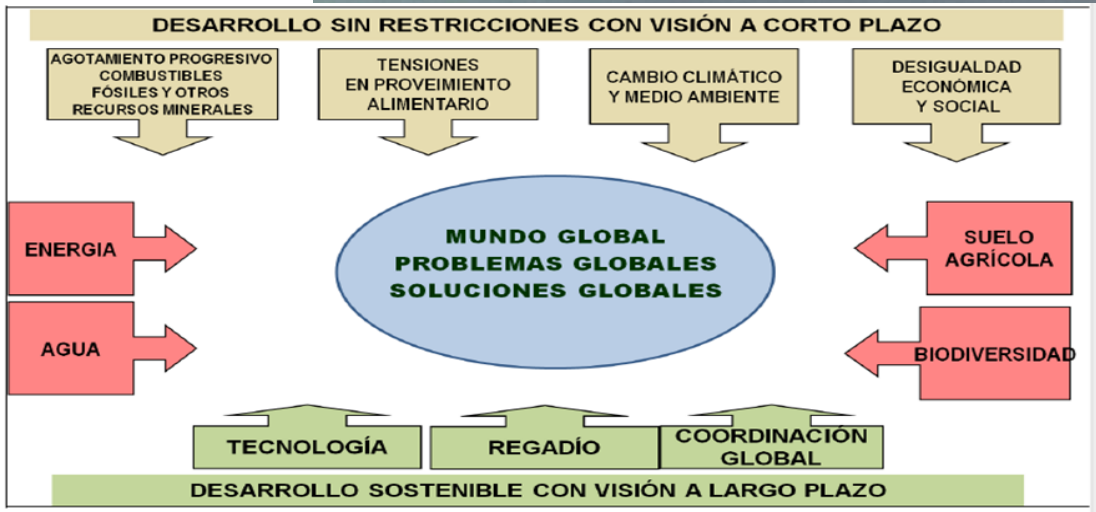 DESARROLLO SIN RESTRICCIONES CON VISIÓN A CORTO PLAZO
AGOTAMIENTO PROGRESIVO
COMBUSTIBLES
FÓSILES Y OTROS
RECURSOS MINERALES
TENSIONES
EN PROVEIMIENTO
ALIMENTARIO
CAMBIO CLIMÁTICO
Y MEDIO AMBIENTE
DESIGUALDAD
ECONÓMICA
Y SOCIAL
ENERGIA
AGUA
MUNDO GLOBAL
PROBLEMAS GLOBALES
SOLUCIONES GLOBALES
SUELO
AGRÍCOLA
BIODIVERSIDAD
TECNOLOGÍA
REGADÍO
COORDINACIÓN
GLOBAL
DESARROLLO SOSTENIBLE CON VISIÓN A LARGO PLAZO